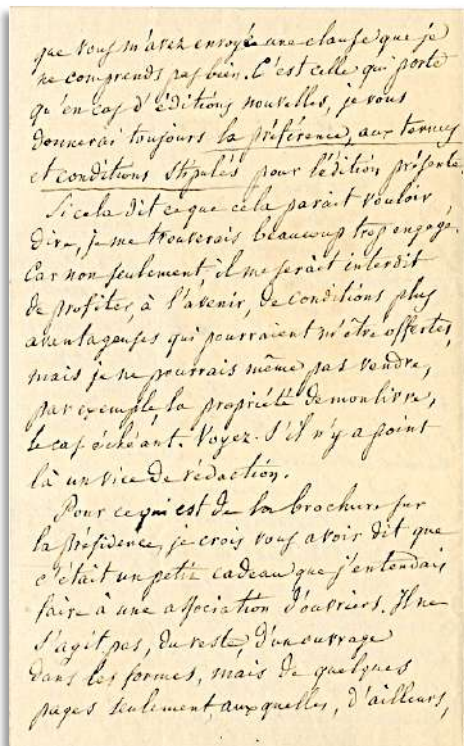 que vous m'avez envoyé une clause que je
ne comprends pas bien. C'est celle qui porte
qu'en cas d'éditions nouvelles, je vous
donnerai toujours la préférence, aux termes
et conditions stipulés pour l'édition présente.
Si cela dit ce que cela parait vouloir
dire, je me trouverais beaucoup trop engagé.
Car non seulement, il me serait interdit
de profiter, à l'avenir, de conditions plus
avantageuses qui pourraient m'être offertes,
mais je ne pourrais même pas vendre,
par exemple, la propriété de mon livre,
le cas échéant. Voyez s'il n'y a point
là un vice de rédaction.
Pour ce qui est de la brochure sur
la présidence, je crois vous avoir dit que
c'était un petit cadeau que j'entendais
faire à une association d'ouvriers. Il ne
s'agit pas, du reste, d'un ouvrage
dans les formes, mais de quelques
pages seulement, auxquelles, d'ailleurs,